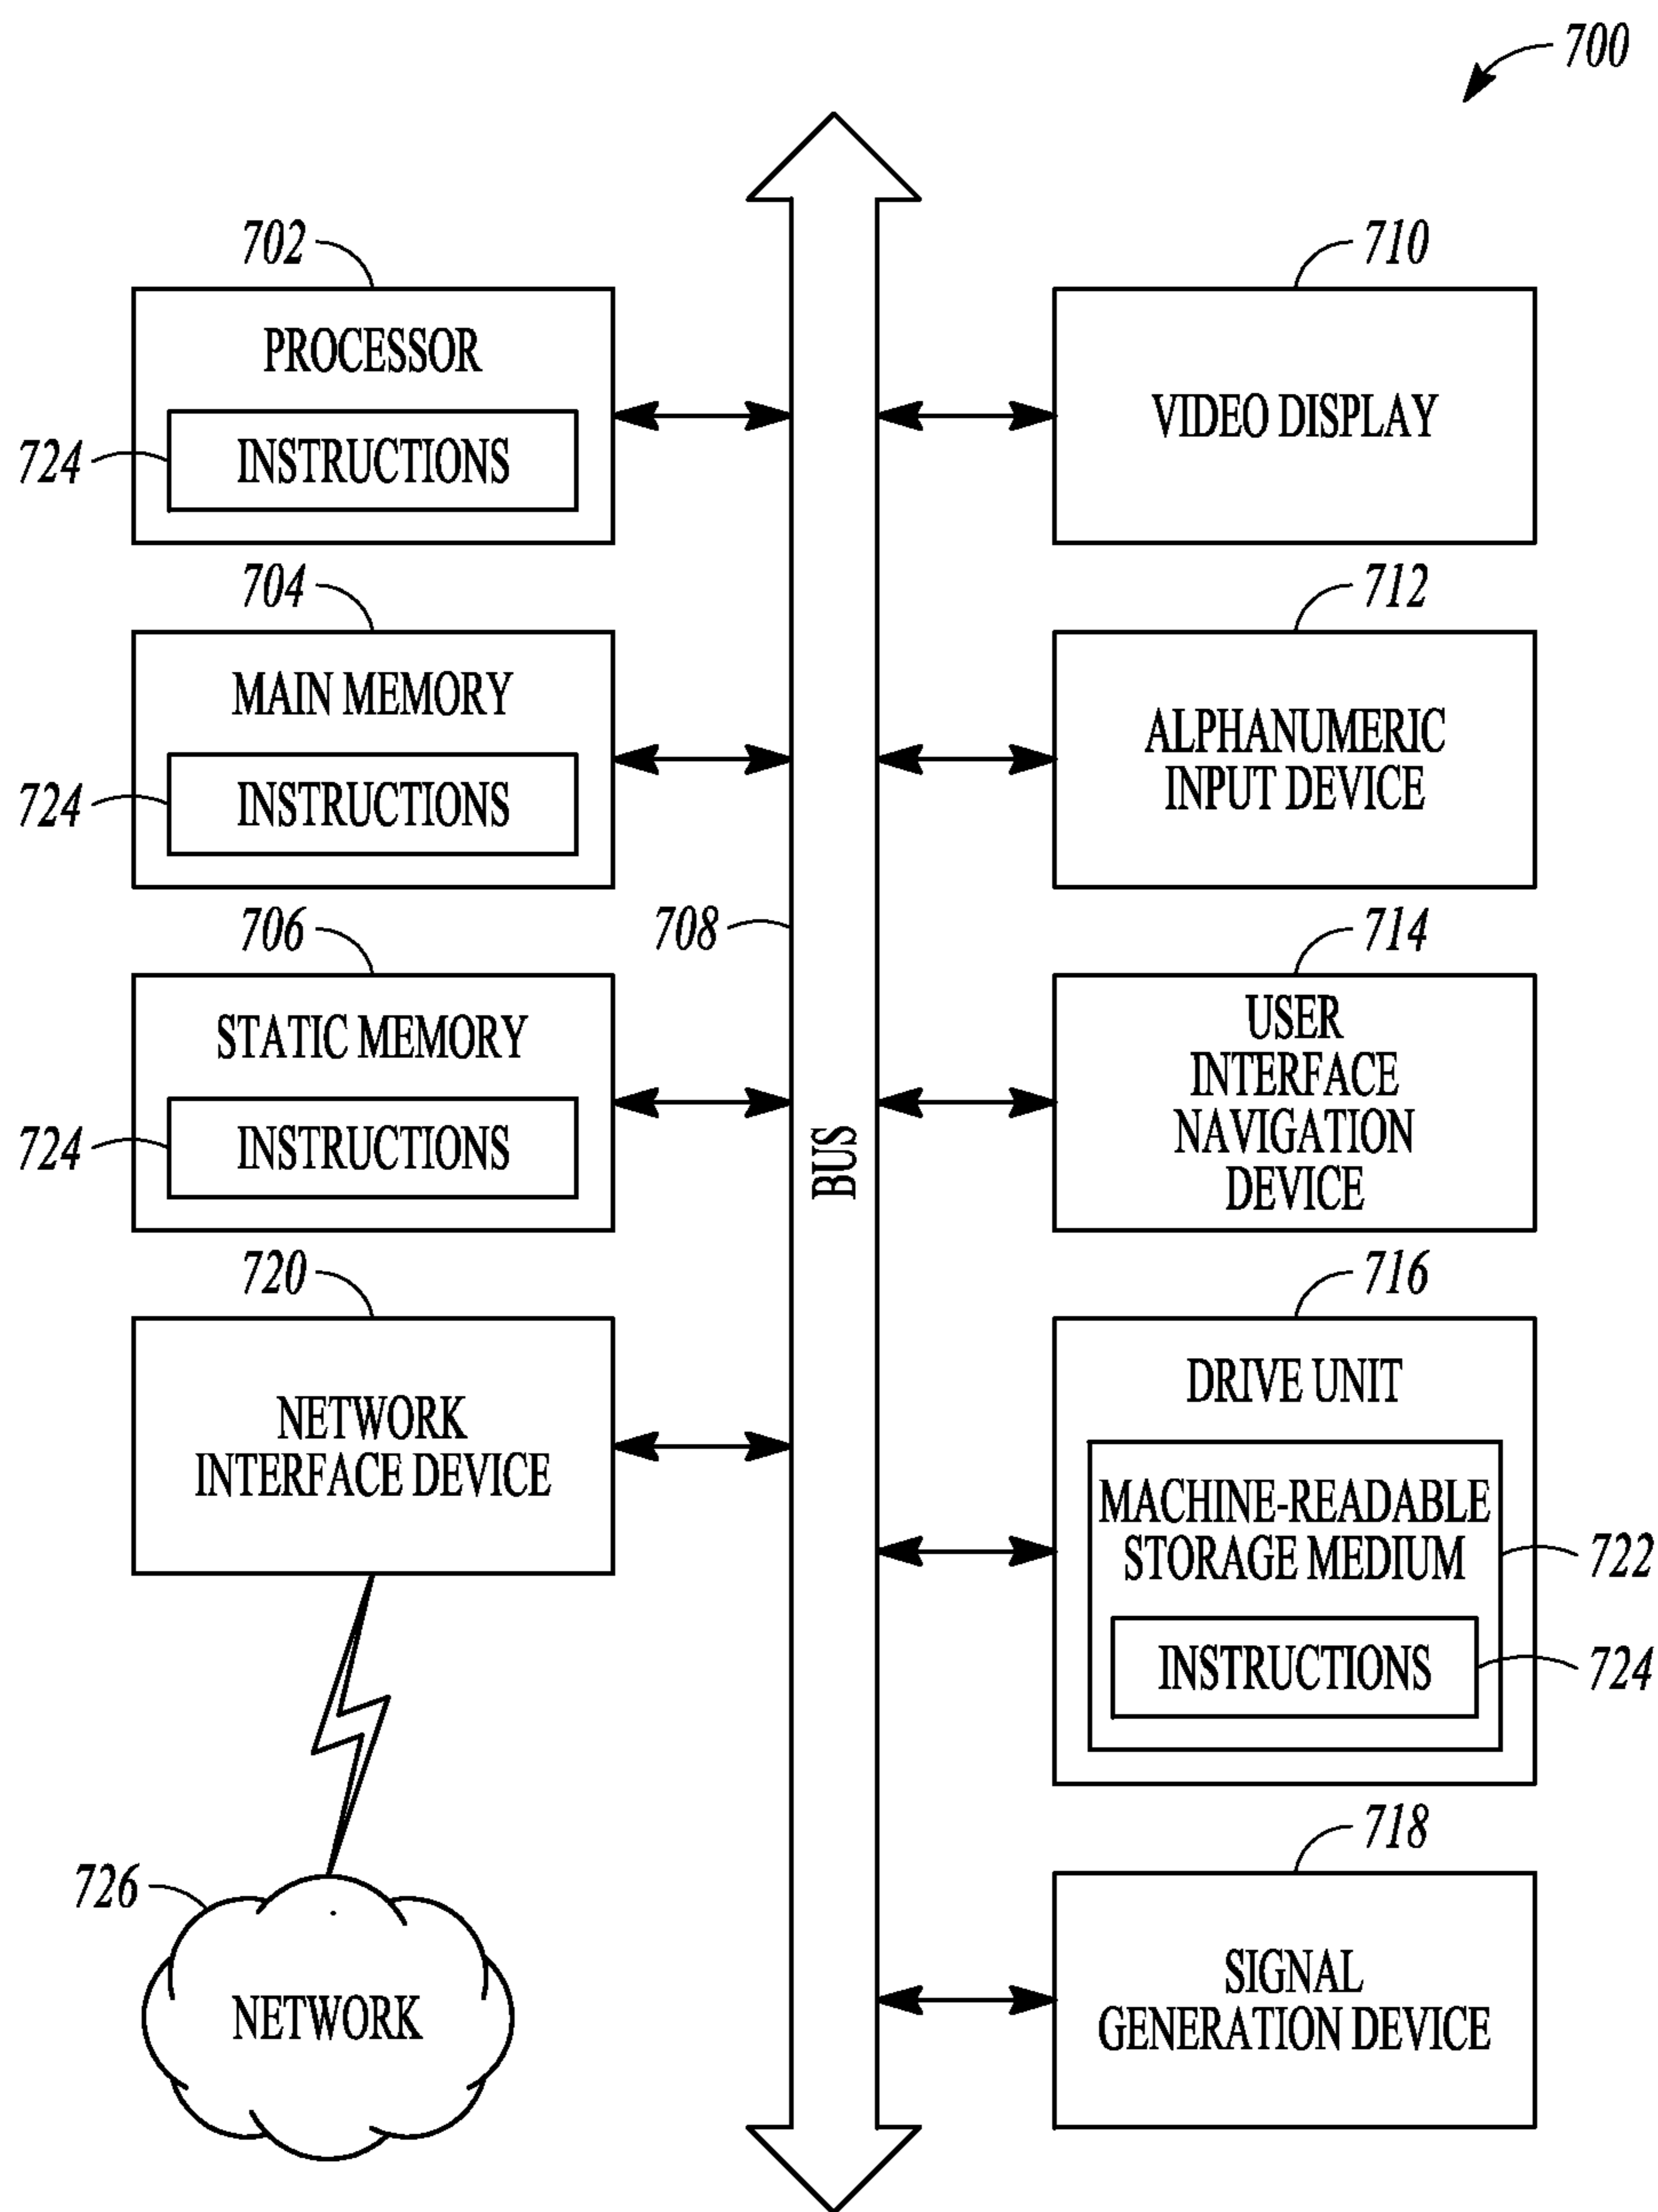 700
702
PROCESSOR
724
INSTRUCTIONS
704
MAIN MEMORY
724
INSTRUCTIONS
706
STATIC MEMORY
724
INSTRUCTIONS
720
NETWORK
INTERFACE DEVICE
726
NETWORK
708
BUS
710
VIDEO DISPLAY
712
ALPHANUMERIC
INPUT DEVICE
714
USER
INTERFACE
NAVIGATION
DEVICE
716
DRIVE UNIT
MACHINE-READABLE
STORAGE MEDIUM
722
INSTRUCTIONS
724
718
SIGNAL
GENERATION DEVICE